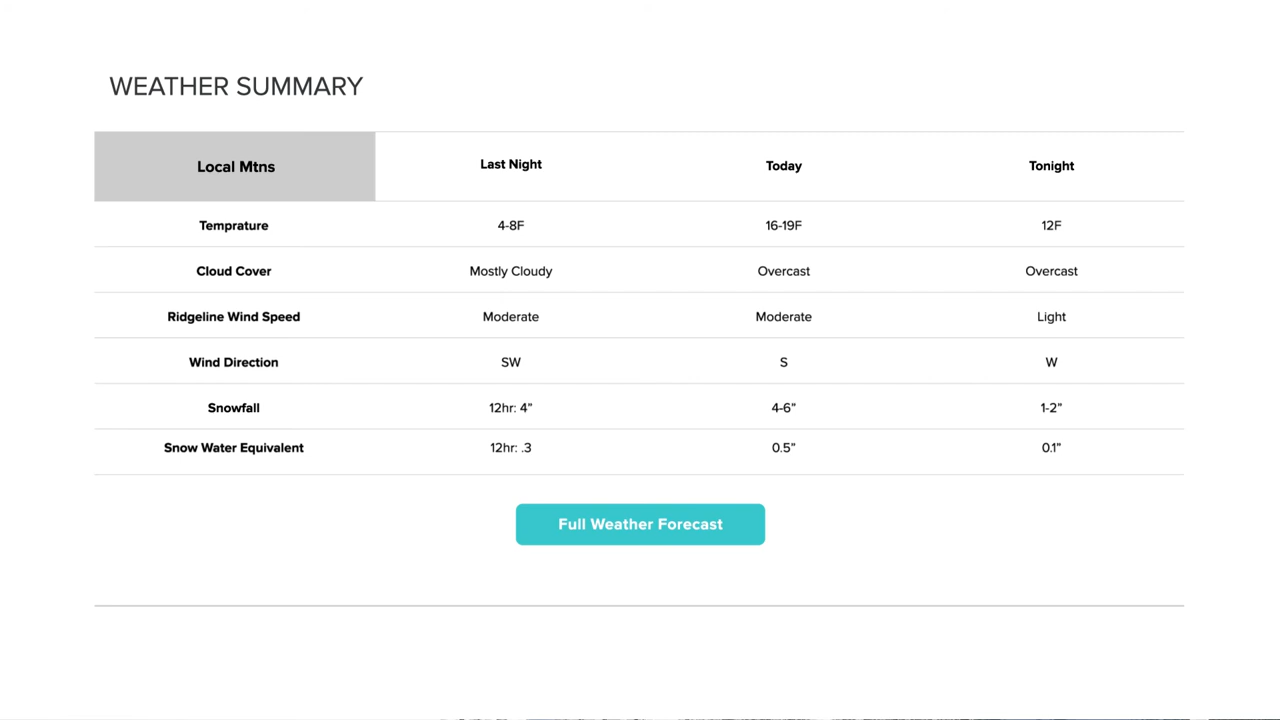 WEATHER SUMMARY
Local Mtns Last Night Today Tonight
Temprature 4-8F 16-19F 12F
Cloud Cover Mostly Cloudy Overcast Overcast
Ridgeline Wind Speed Moderate Moderate Light
Wind Direction SW S W
Snowfall 12hr: 4” 4-6” 1-2”
Snow Water Equivalent 12hr: .3 0.5” 0.1”
Full Weather Forecast